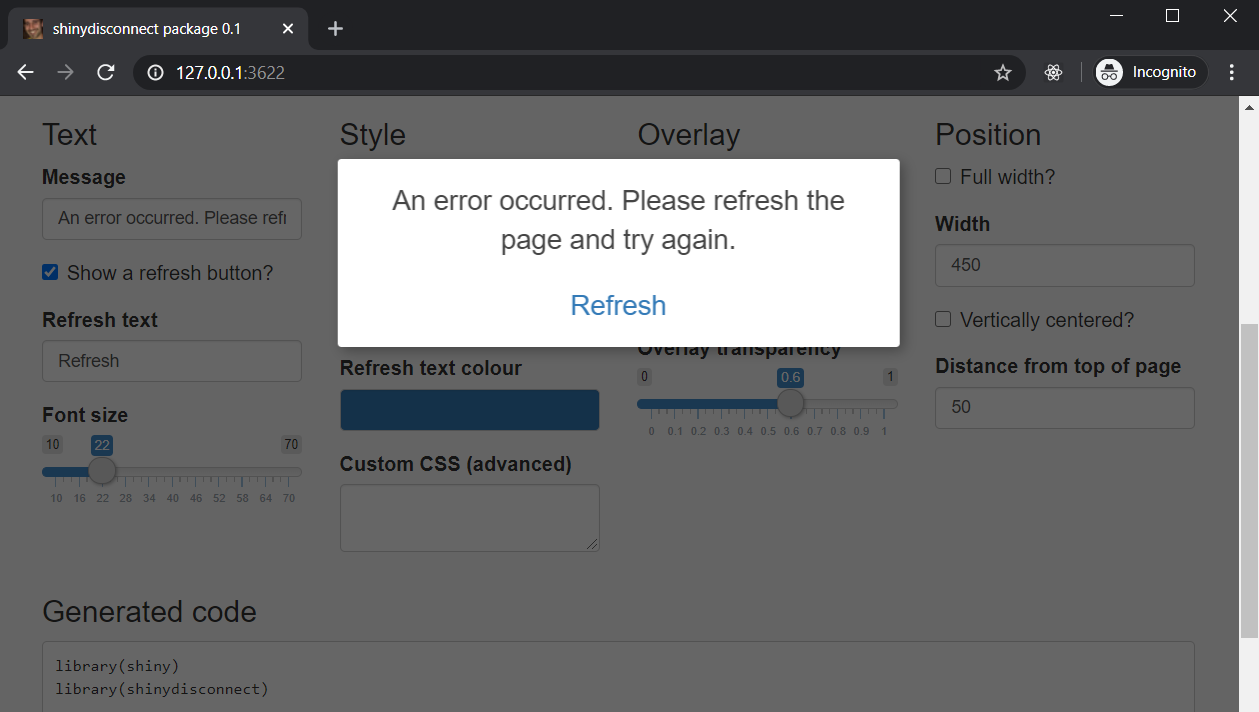 shinydisconnect package 0.1
127.0.0.1:3622
Incognito
Text
Message
An error occurred. Please refr
Show a refresh button?
Refresh text
Refresh
Font size
10 22 70
10 16 22 28 34 40 46 52 58 64 70
Style
An error occurred. Please refresh the
page and try again.
Refresh
Refresh text colour
Custom CSS (advanced)
Overlay
Overlay transparency
0 0.6 1
0 0.1 0.2 0.3 0.4 0.5 0.6 0.7 0.8 0.9 1
Position
Full width?
Width
450
Vertically centered?
Distance from top of page
50
Generated code
library(shiny)
library(shinydisconnect)